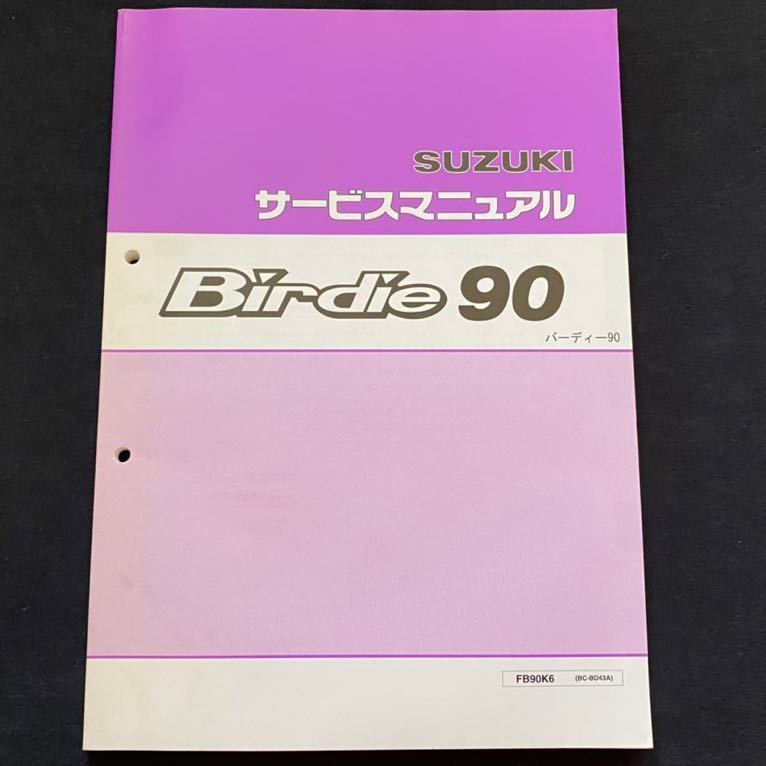 SUZUKI
サービスマニュアル
Birdie 90
バーディー90
FB90K6 (BC-BD43A)